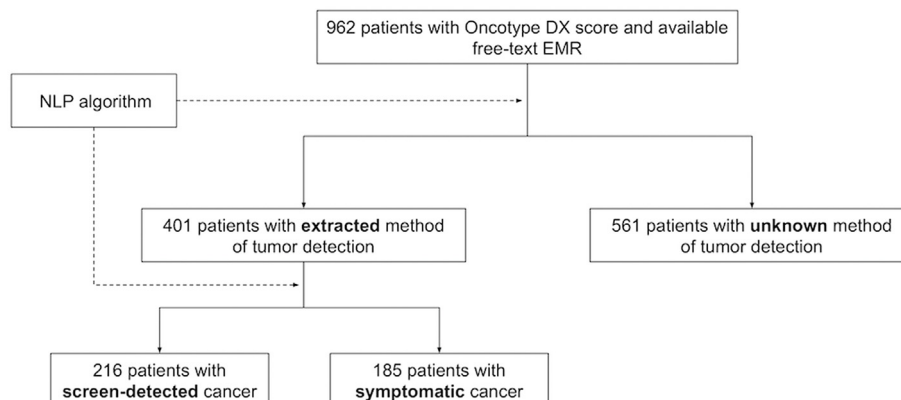 962 patients with Oncotype DX score and available
free-text EMR
NLP algorithm
401 patients with extracted method
of tumor detection
561 patients with unknown method
of tumor detection
216 patients with
screen-detected cancer
185 patients with
symptomatic cancer